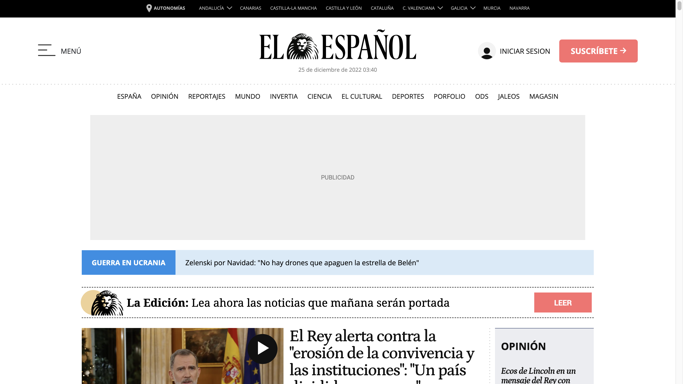 AUTONOMÍAS ANDALUCÍA CANARIAS CASTILLA-LA MANCHA CASTILLA Y LEÓN CATALUÑA C. VALENCIANA GALICIA MURCIA NAVARRA
MENÚ
EL ESPAÑOL
25 de diciembre de 2022 03:40
INICIAR SESION
SUSCRÍBETE
ESPAÑA OPINIÓN REPORTAJES MUNDO INVERTIA CIENCIA EL CULTURAL DEPORTES PORFOLIO ODS JALEOS MAGASIN
PUBLICIDAD
GUERRA EN UCRANIA Zelenski por Navidad: "No hay drones que apaguen la estrella de Belén"
La Edición: Lea ahora las noticias que mañana serán portada LEER
El Rey alerta contra la
"erosión de la convivencia y
las instituciones": "Un país
OPINIÓN
Ecos de Lincoln en un
mensaje del Rey con